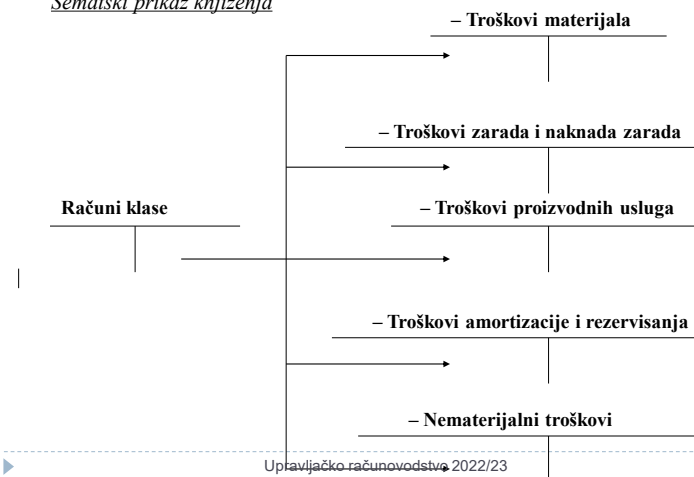 Šematski prikaz knjiženja
– Troškovi materijala
– Troškovi zarada i naknada zarada
Računi klase
– Troškovi proizvodnih usluga
– Troškovi amortizacije i rezervisanja
– Nematerijalni troškovi
Upravljačko računovodstvo 2022/23